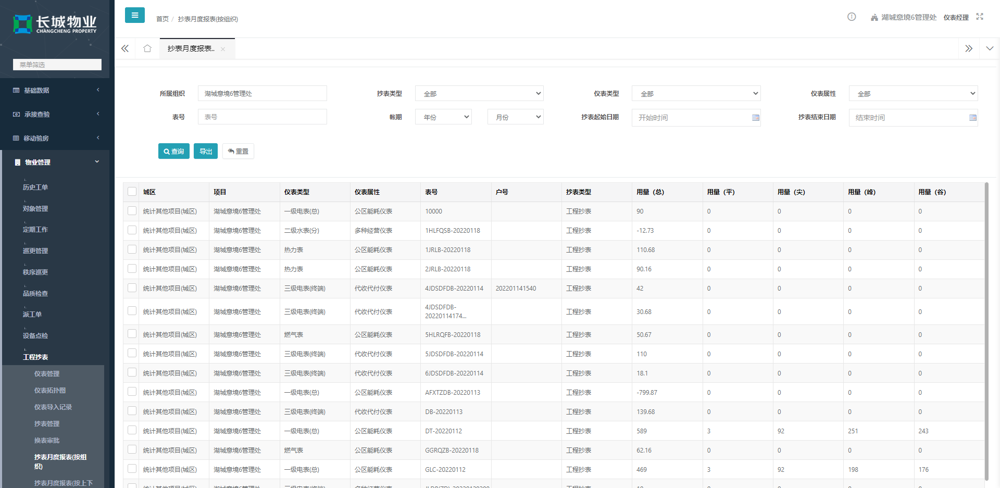 长城物业
CHANGCHENG PROPERTY
菜单筛选
基础数据
承接查验
移动验房
物业管理
历史工单
对象管理
定期工作
巡更管理
秩序巡更
品质检查
派工单
设备点检
工程抄表
仪表管理
仪表拓扑图
仪表导入记录
抄表管理
换表审批
抄表月度报表(按组
织)
抄表月度报表(按上下
首页 / 抄表月度报表(按组织)
湖城意境6管理处 仪表经理
抄表月度报表..
所属组织 湖城意境6管理处 抄表类型 全部 仪表类型 全部 仪表属性 全部
表号 表号 帐期 年份 月份 抄表起始日期 开始时间 抄表结束日期 结束时间
查询 导出 重置
城区 项目 仪表类型 仪表属性 表号 户号 抄表类型 用量（总) 用量（平) 用量（尖) 用量（峰) 用量（谷)
统计其他项目(城区) 湖城意境6管理处 一级电表(总) 公区能耗仪表 10000 工程抄表 90 0 0 0 0
统计其他项目(城区) 湖城意境6管理处 二级水表(分) 多种经营仪表 1HLFQSB-20220118 工程抄表 -12.73 0 0 0 0
统计其他项目(城区) 湖城意境6管理处 热力表 公区能耗仪表 1JRLB-20220118 工程抄表 110.68 0 0 0 0
统计其他项目(城区) 湖城意境6管理处 热力表 公区能耗仪表 2JRLB-20220118 工程抄表 90.16 0 0 0 0
统计其他项目(城区) 湖城意境6管理处 三级电表(终端) 代收代付仪表 4JDSDFDB-20220114 202201141540 工程抄表 42 0 0 0 0
统计其他项目(城区) 湖城意境6管理处 三级电表(终端) 代收代付仪表 4JDSDFDB-
20220114174... 工程抄表 30.68 0 0 0 0
统计其他项目(城区) 湖城意境6管理处 燃气表 公区能耗仪表 5HLRQFB-20220118 工程抄表 50.67 0 0 0 0
统计其他项目(城区) 湖城意境6管理处 三级电表(终端) 代收代付仪表 5JDSDFDB-20220114 工程抄表 110 0 0 0 0
统计其他项目(城区) 湖城意境6管理处 三级电表(终端) 代收代付仪表 6JDSDFDB-20220114 工程抄表 18.1 0 0 0 0
统计其他项目(城区) 湖城意境6管理处 一级电表(总) 公区能耗仪表 AFXTZDB-20220113 工程抄表 -799.87 0 0 0 0
统计其他项目(城区) 湖城意境6管理处 三级电表(终端) 代收代付仪表 DB-20220113 工程抄表 139.68 0 0 0 0
统计其他项目(城区) 湖城意境6管理处 一级电表(总) 公区能耗仪表 DT-20220112 工程抄表 589 3 92 251 243
统计其他项目(城区) 湖城意境6管理处 燃气表 公区能耗仪表 GGRQZB-20220118 工程抄表 62.16 0 0 0 0
统计其他项目(城区) 湖城意境6管理处 一级电表(总) 公区能耗仪表 GLC-20220112 工程抄表 469 3 92 198 176